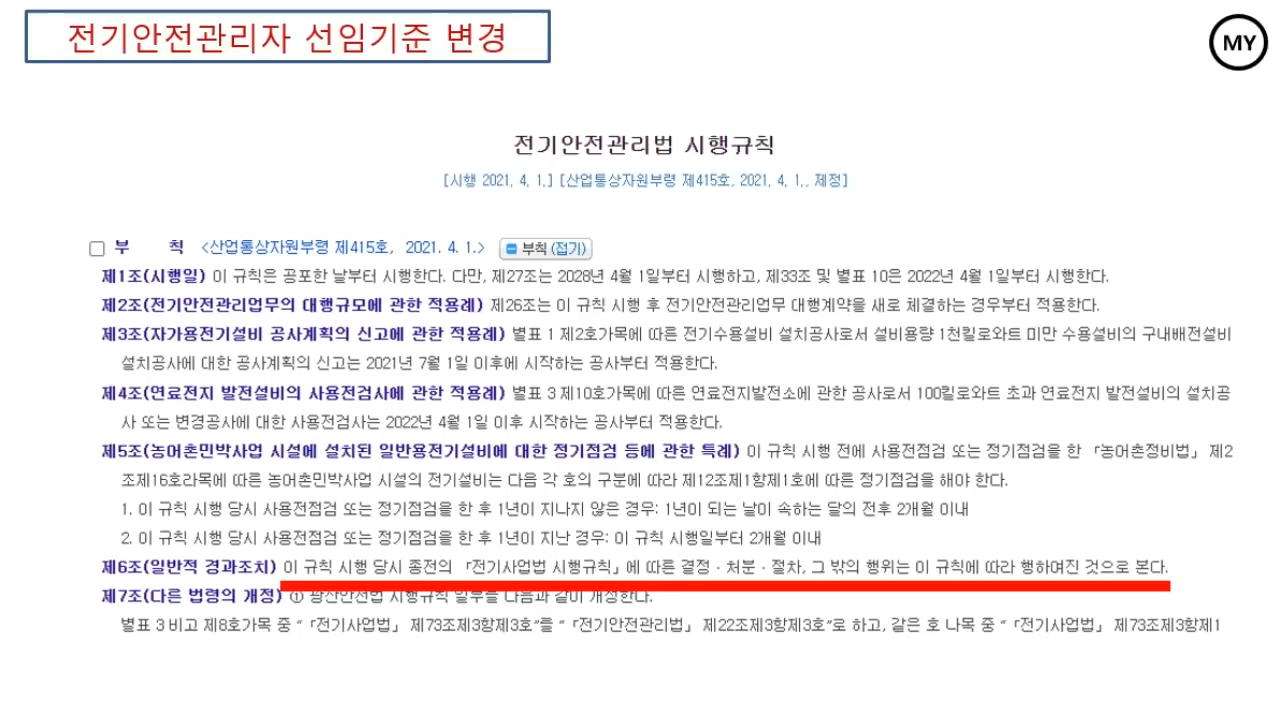 전기안전관리자 선임기준 변경
MY
전기안전관리법 시행규칙
[시행 2021. 4. 1.] [산업통상자원부령 제415호, 2021. 4. 1., 제정]
부 칙 <산업통상자원부령 제415호, 2021. 4. 1.> 부칙 (접기)
제1조(시행일) 이 규칙은 공포한 날부터 시행한다. 다만, 제27조는 2028년 4월 1일부터 시행하고, 제33조 및 별표 10은 2022년 4월 1일부터 시행한다.
제2조(전기안전관리업무의 대행규모에 관한 적용례) 제26조는 이 규칙 시행 후 전기안전관리업무 대행계약을 새로 체결하는 경우부터 적용한다.
제3조(자가용전기설비 공사계획의 신고에 관한 적용례) 별표 1 제2호가목에 따른 전기수용설비 설치공사로서 설비용량 1천킬로와트 미만 수용설비의 구내배전설비
설치공사에 대한 공사계획의 신고는 2021년 7월 1일 이후에 시작하는 공사부터 적용한다.
제4조(연료전지 발전설비의 사용전검사에 관한 적용례) 별표 3 제10호가목에 따른 연료전지발전소에 관한 공사로서 100킬로와트 초과 연료전지 발전설비의 설치공
사 또는 변경공사에 대한 사용전검사는 2022년 4월 1일 이후 시작하는 공사부터 적용한다.
제5조(농어촌민박사업 시설에 설치된 일반용전기설비에 대한 정기점검 등에 관한 특례) 이 규칙 시행 전에 사용전점검 또는 정기점검을 한 「농어촌정비법」 제2
조제16호라목에 따른 농어촌민박사업 시설의 전기설비는 다음 각 호의 구분에 따라 제12조제1항제1호에 따른 정기점검을 해야 한다.
1. 이 규칙 시행 당시 사용전점검 또는 정기점검을 한 후 1년이 지나지 않은 경우: 1년이 되는 날이 속하는 달의 전후 2개월 이내
2. 이 규칙 시행 당시 사용전점검 또는 정기점검을 한 후 1년이 지난 경우: 이 규칙 시행일부터 2개월 이내
제6조(일반적 경과조치) 이 규칙 시행 당시 종전의 「전기사업법 시행규칙」에 따른 결정ㆍ처분ㆍ절차, 그 밖의 행위는 이 규칙에 따라 행하여진 것으로 본다.
제7조(다른 법령의 개정) ① 광산안전법 시행규칙 일부를 다음과 같이 개정한다.
별표 3 비고 제8호가목 중 “「전기사업법」 제73조제3항제3호”를 “「전기안전관리법」 제22조제3항제3호”로 하고, 같은 호 나목 중 “「전기사업법」 제73조제3항제1